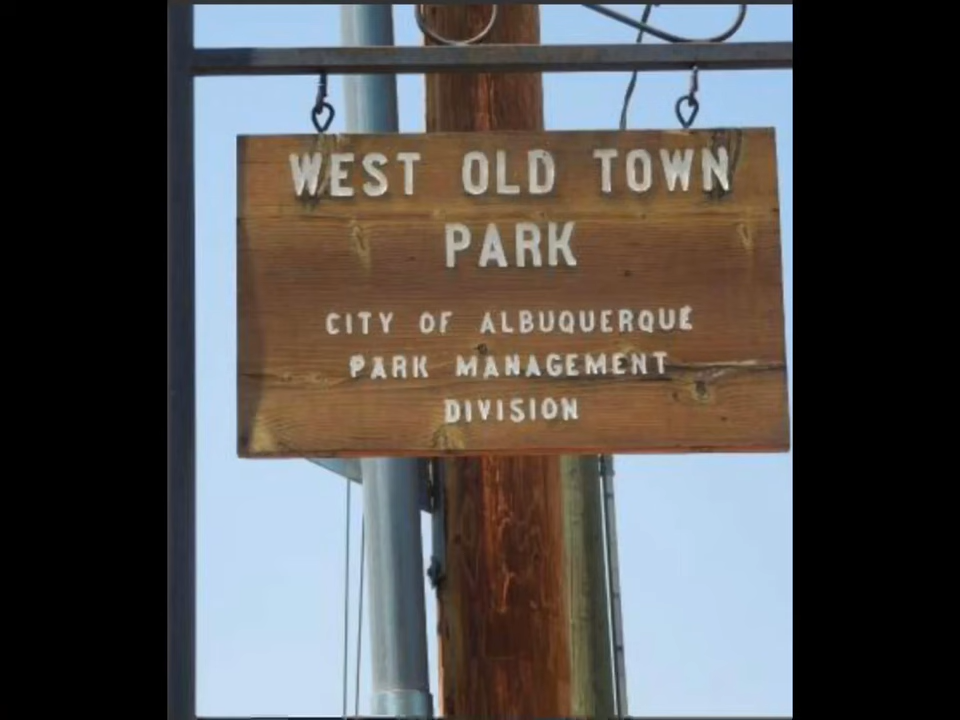 WEST OLD TOWN
PARK
CITY OF ALBUQUERQUE
PARK MANAGEMENT
DIVISION